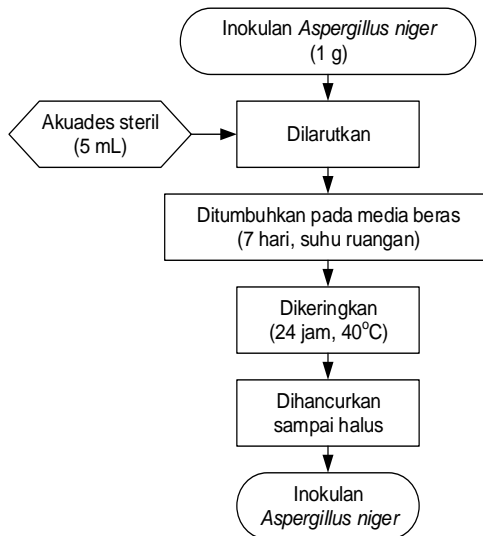 Inokulan Aspergillus niger
(1 g)
Akuades steril
(5 mL)
Dilarutkan
Ditumbuhkan pada media beras
(7 hari, suhu ruangan)
Dikeringkan
(24 jam, 40°C)
Dihancurkan
sampai halus
Inokulan
Aspergillus niger